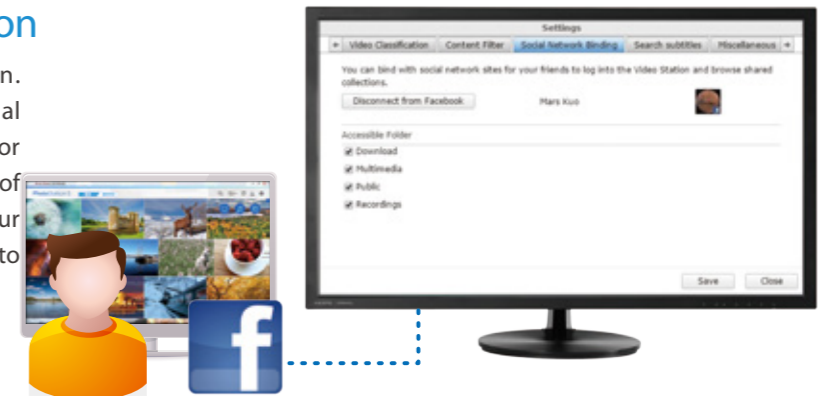 on
n.
al
or
of
ur
to
Settings
Video Classification Content Filter Social Network Binding Search subtitles Miscellaneous
You can bind with social network sites for your friends to log into the Video Station and browse shared
collections.
Disconnect from Facebook Mars Kuo
Accessible Folder
Download
Multimedia
Public
Recordings
Save Close
f